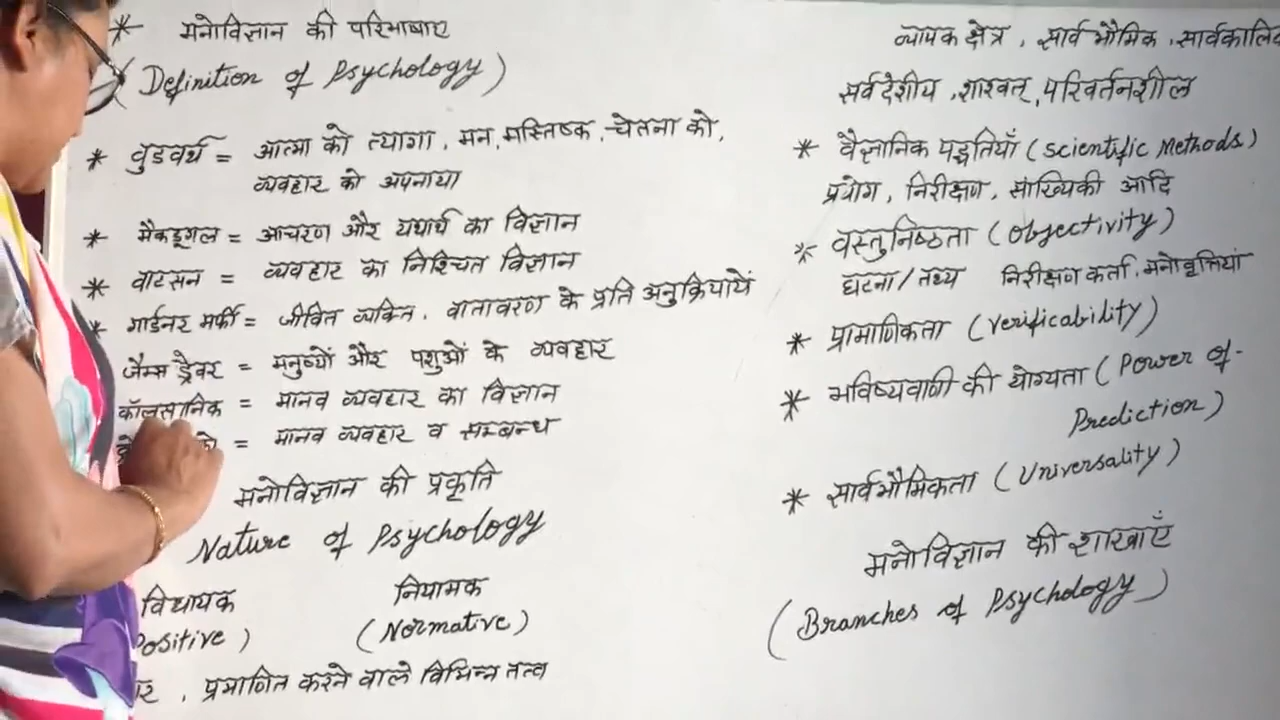 * मनोविज्ञान की परिभाषाए
( Definition of Psychology )
* वुडवर्थ = आत्मा को त्यागा, मन, मस्तिष्क, चेतना को,
व्यवहार को अपनाया
* मैकडूगल = आचरण और यथार्थ का विज्ञान
* वाटसन = व्यवहार का निश्चित विज्ञान
* गार्डनर मर्फी = जीवित व्यक्ति, वातावरण के प्रति अनुक्रियायें
जेम्स ड्रेवर = मनुष्यों और पशुओं के व्यवहार
कॉलसानिक = मानव व्यवहार का विज्ञान
= मानव व्यवहार व सम्बन्ध
मनोविज्ञान की प्रकृति
Nature of Psychology
विधायक नियामक
Positive ) ( Normative )
, प्रमाणित करने वाले विभिन्न तत्व
व्यापक क्षेत्र, सार्व भौमिक, सार्वकालिक
सर्वदेशीय, शाश्वत्, परिवर्तनशील
* वैज्ञानिक पद्धतियाँ (Scientific Methods)
प्रयोग, निरीक्षण, सांख्यिकी आदि
* वस्तुनिष्ठता (Objectivity)
घटना/तथ्य निरीक्षण कर्ता, मनोवृत्तियां
* प्रामाणिकता (Verificability)
* भविष्यवाणी की योग्यता (Power of-
Prediction)
* सार्वभौमिकता (Universality)
मनोविज्ञान की शाखाएँ
( Branches of Psychology )